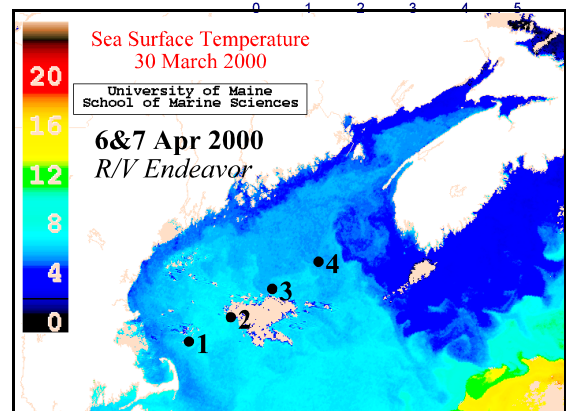 0 1 2 3 4 5
Sea Surface Temperature
30 March 2000
University of Maine
School of Marine Sciences
6&7 Apr 2000
R/V Endeavor
20
16
12
8
4
0
4
3
2
1